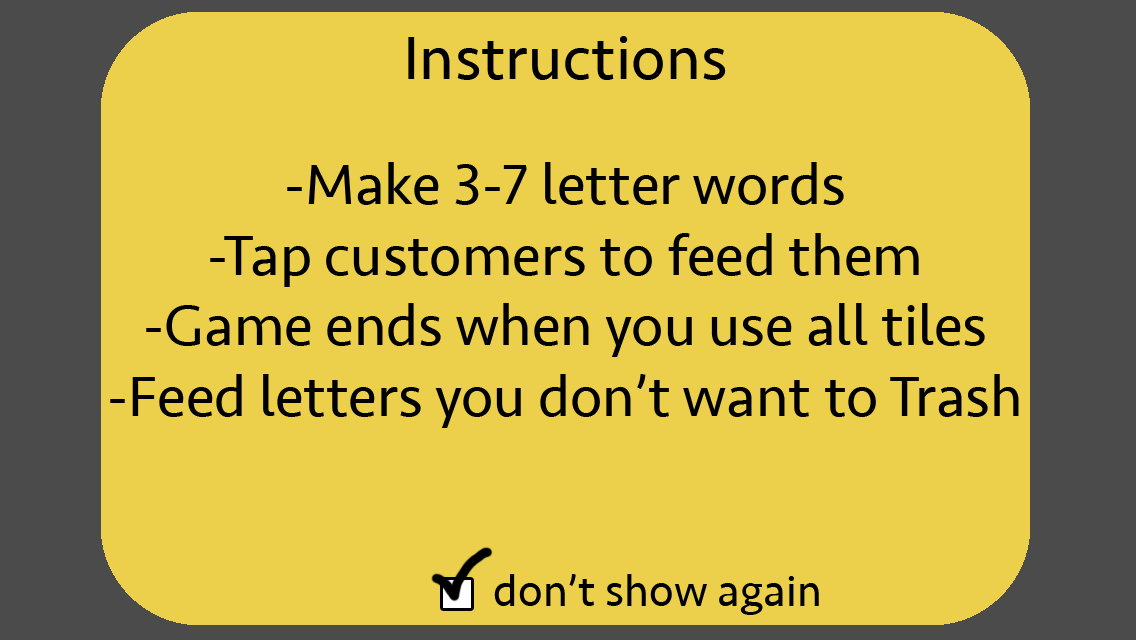 Instructions
-Make 3-7 letter words
-Tap customers to feed them
-Game ends when you use all tiles
-Feed letters you don’t want to Trash
don’t show again